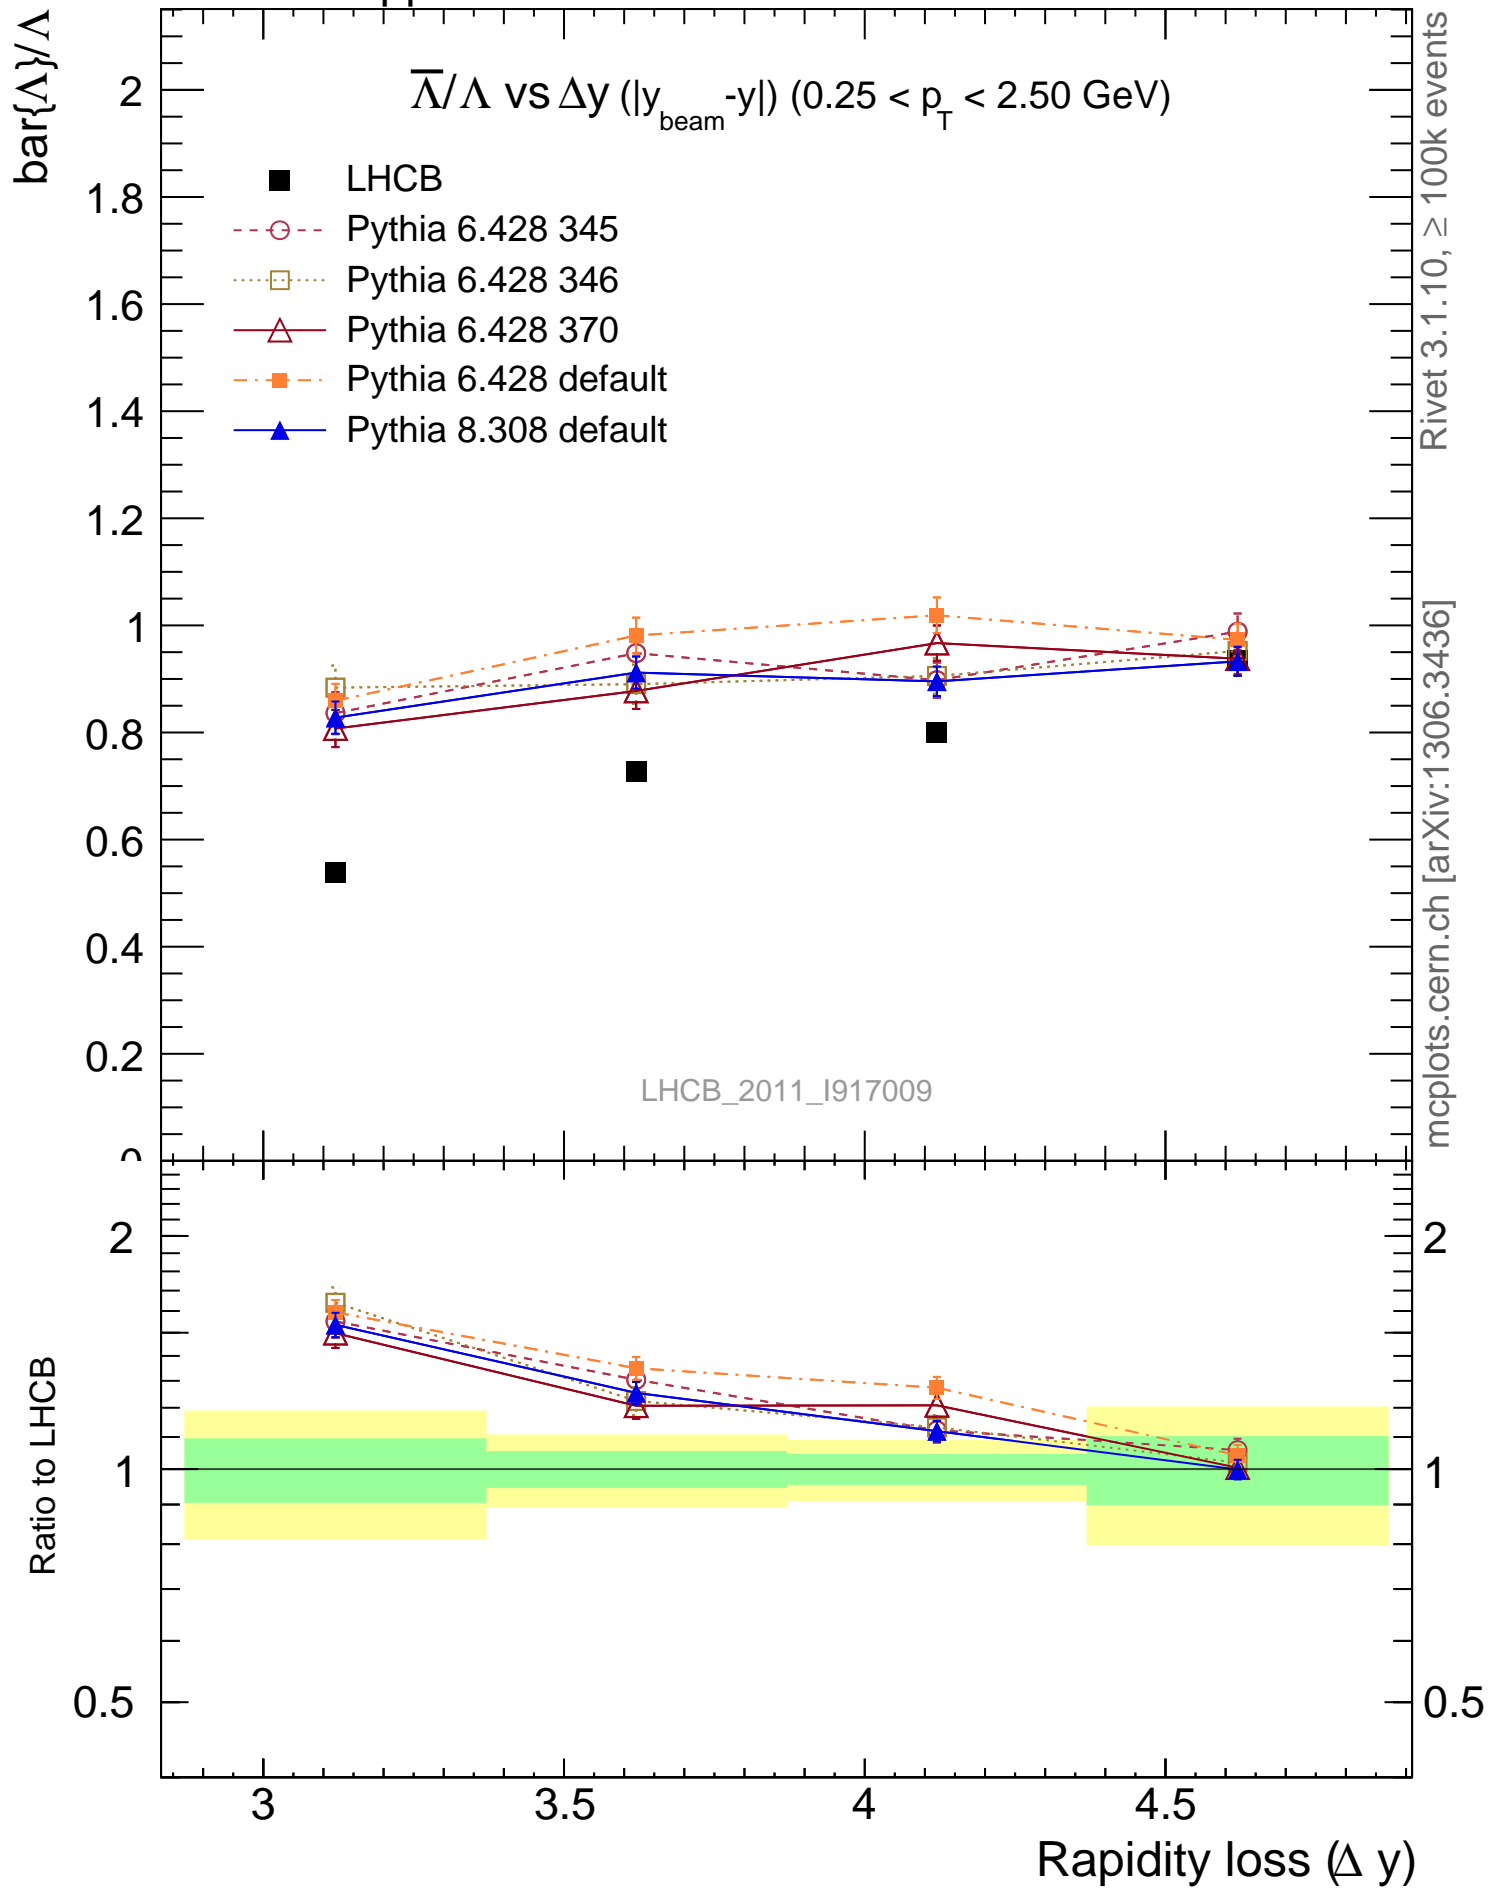 bar{Λ}/Λ
Λ̅/Λ vs Δy (|y_beam-y|) (0.25 < p_T < 2.50 GeV)
LHCB
Pythia 6.428 345
Pythia 6.428 346
Pythia 6.428 370
Pythia 6.428 default
Pythia 8.308 default
2
1.8
1.6
1.4
1.2
1
0.8
0.6
0.4
0.2
0
LHCB_2011_I917009
Rivet 3.1.10, ≥ 100k events
mcplots.cern.ch [arXiv:1306.3436]
Ratio to LHCB
2
1
0.5
2
1
0.5
3
3.5
4
4.5
Rapidity loss (Δ y)